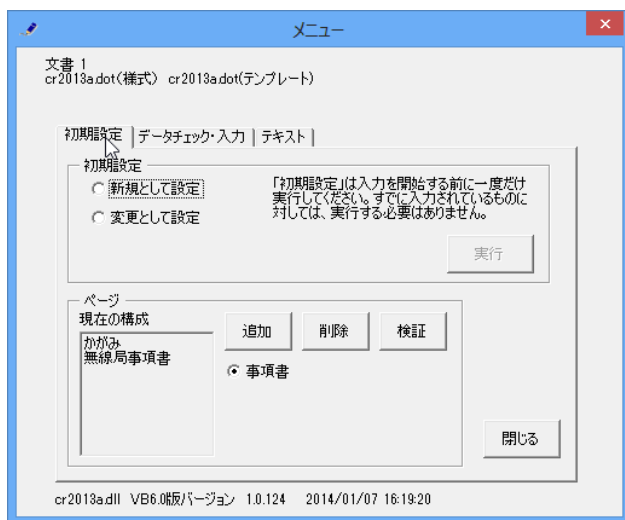 メニュー
文書 1
cr2013a.dot(様式) cr2013a.dot(テンプレート)
初期設定 データチェック・入力 テキスト
初期設定
新規として設定
変更として設定
「初期設定」は入力を開始する前に一度だけ
実行してください。すでに入力されているものに
対しては、実行する必要はありません。
実行
ページ
現在の構成
かがみ
無線局事項書
追加 削除 検証
事項書
閉じる
cr2013a.dll VB6.0版バージョン 1.0.124 2014/01/07 16:19:20